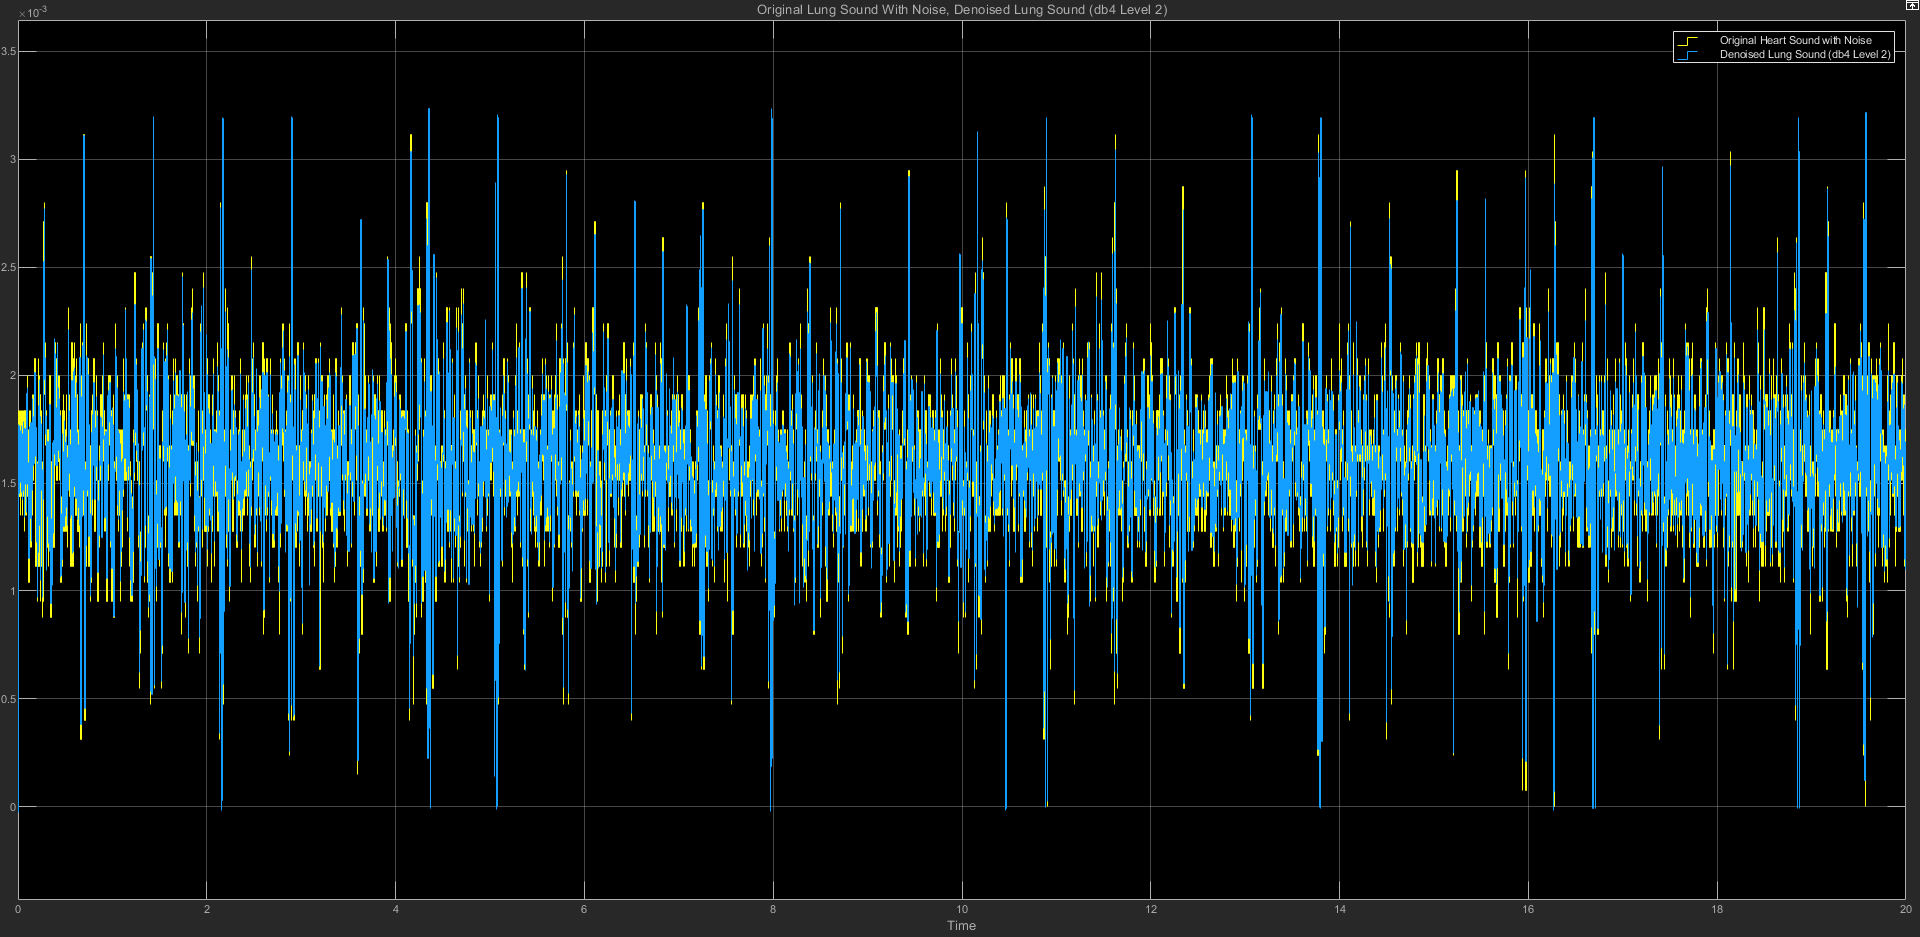 Original Lung Sound With Noise, Denoised Lung Sound (db4 Level 2)
×10⁻³
Original Heart Sound with Noise
Denoised Lung Sound (db4 Level 2)
3.5
3
2.5
2
1.5
1
0.5
0
0 2 4 6 8 10 12 14 16 18 20
Time